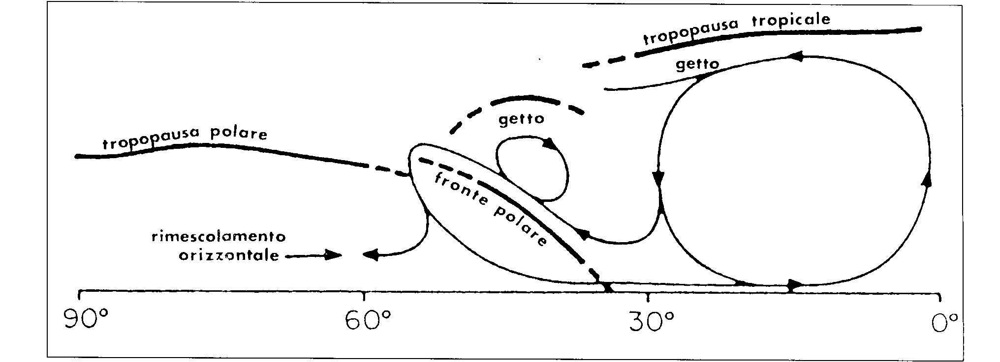 tropopausa tropicale
getto
getto
tropopausa polare
fronte polare
rimescolamento
orizzontale
90° 60° 30° 0°